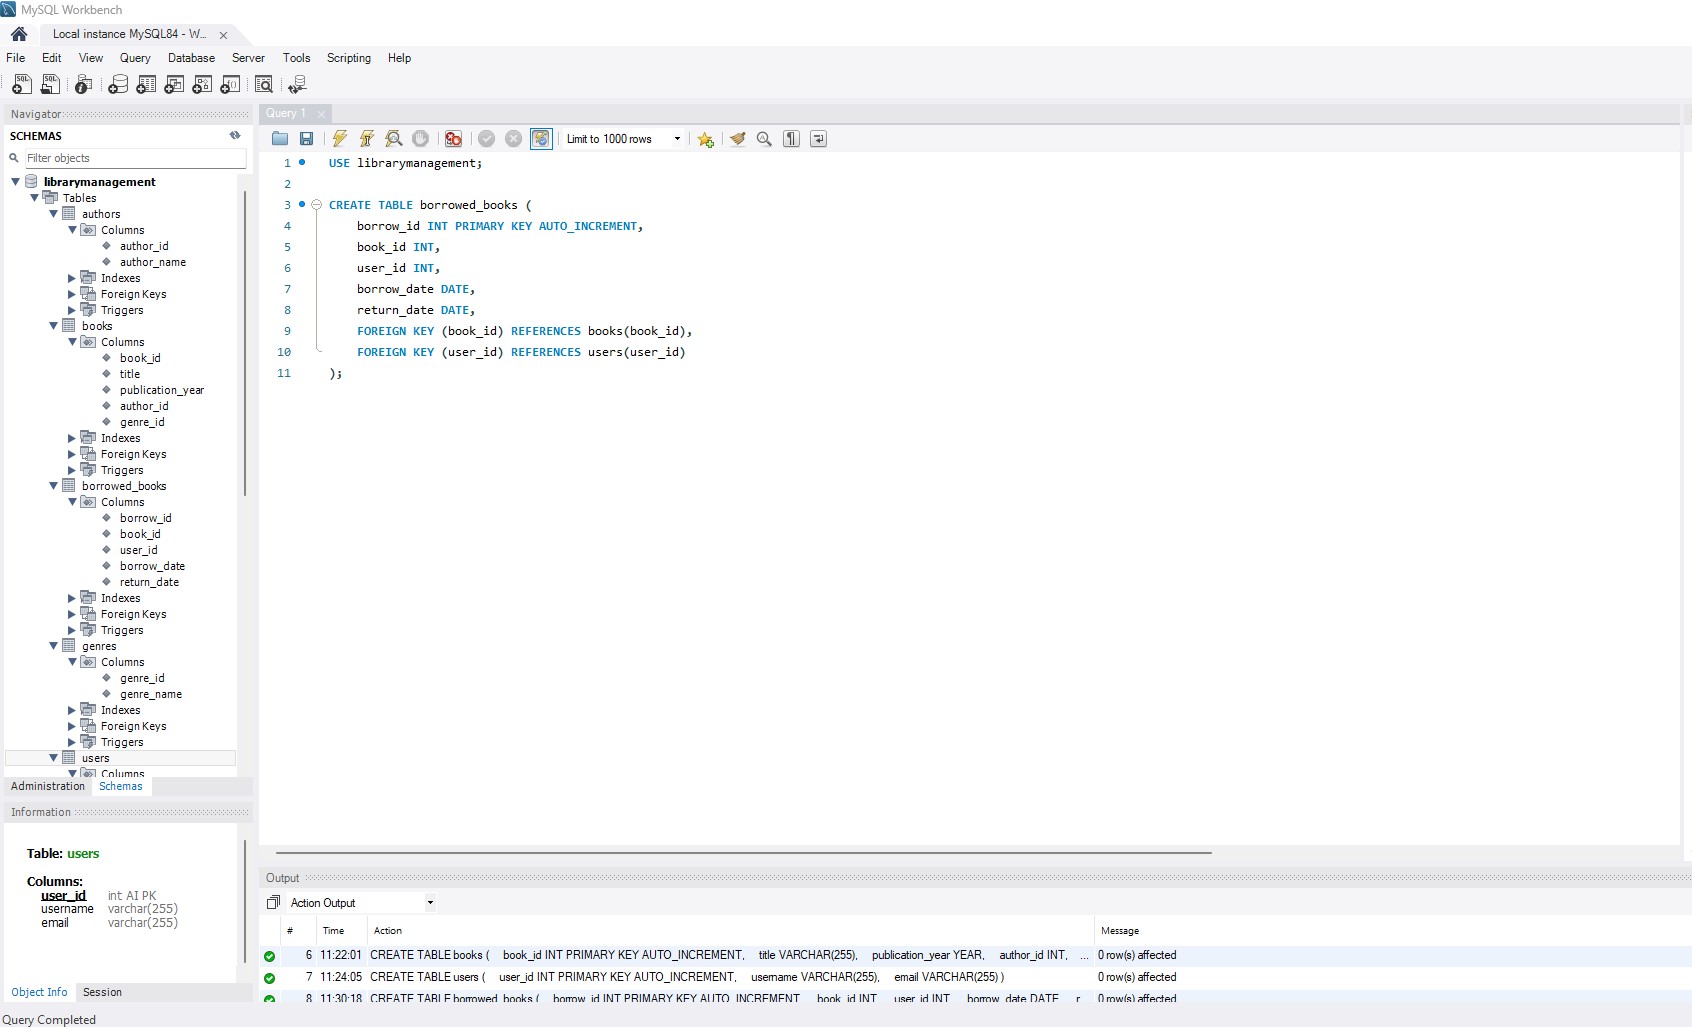 MySQL Workbench
Local instance MySQL84 - W...
File Edit View Query Database Server Tools Scripting Help
Navigator
SCHEMAS
Filter objects
librarymanagement
Tables
authors
Columns
author_id
author_name
Indexes
Foreign Keys
Triggers
books
Columns
book_id
title
publication_year
author_id
genre_id
Indexes
Foreign Keys
Triggers
borrowed_books
Columns
borrow_id
book_id
user_id
borrow_date
return_date
Indexes
Foreign Keys
Triggers
genres
Columns
genre_id
genre_name
Indexes
Foreign Keys
Triggers
users
Columns
Administration Schemas
Information
Table: users
Columns:
user_id int AI PK
username varchar(255)
email varchar(255)
Object Info Session
Query Completed
Query 1
Limit to 1000 rows
1 USE librarymanagement;
2
3 CREATE TABLE borrowed_books (
4 borrow_id INT PRIMARY KEY AUTO_INCREMENT,
5 book_id INT,
6 user_id INT,
7 borrow_date DATE,
8 return_date DATE,
9 FOREIGN KEY (book_id) REFERENCES books(book_id),
10 FOREIGN KEY (user_id) REFERENCES users(user_id)
11 );
Output
Action Output
# Time Action Message
6 11:22:01 CREATE TABLE books ( book_id INT PRIMARY KEY AUTO_INCREMENT, title VARCHAR(255), publication_year YEAR, author_id INT, ... 0 row(s) affected
7 11:24:05 CREATE TABLE users ( user_id INT PRIMARY KEY AUTO_INCREMENT, username VARCHAR(255), email VARCHAR(255) ) 0 row(s) affected
8 11:30:18 CREATE TABLE borrowed_books ( borrow_id INT PRIMARY KEY AUTO_INCREMENT, book_id INT, user_id INT, borrow_date DATE, r... 0 row(s) affected